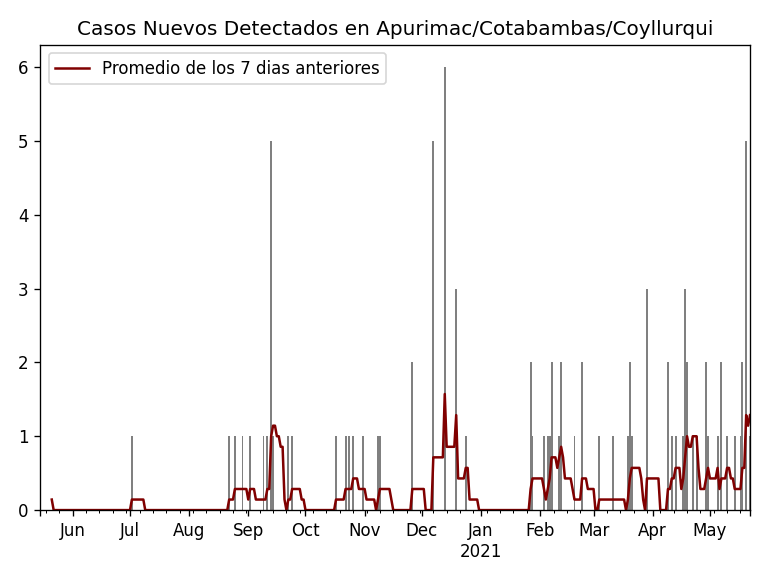 Casos Nuevos Detectados en Apurimac/Cotabambas/Coyllurqui
Promedio de los 7 dias anteriores
6
5
4
3
2
1
0
Jun Jul Aug Sep Oct Nov Dec Jan Feb Mar Apr May
2021